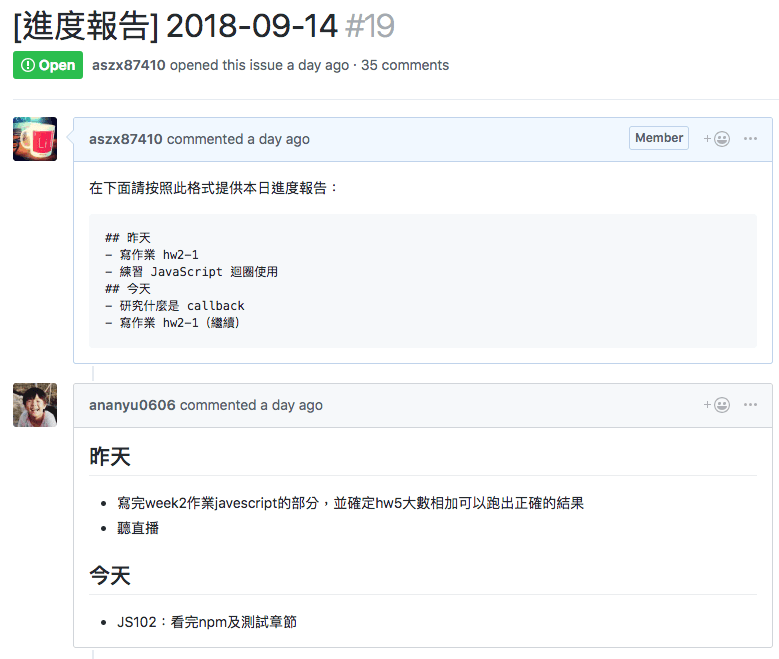 [進度報告] 2018-09-14 #19
Open aszx87410 opened this issue a day ago · 35 comments
aszx87410 commented a day ago Member
在下面請按照此格式提供本日進度報告：
## 昨天
- 寫作業 hw2-1
- 練習 JavaScript 迴圈使用
## 今天
- 研究什麼是 callback
- 寫作業 hw2-1（繼續）
ananyu0606 commented a day ago
昨天
寫完week2作業javescript的部分，並確定hw5大數相加可以跑出正確的結果
聽直播
今天
JS102：看完npm及測試章節